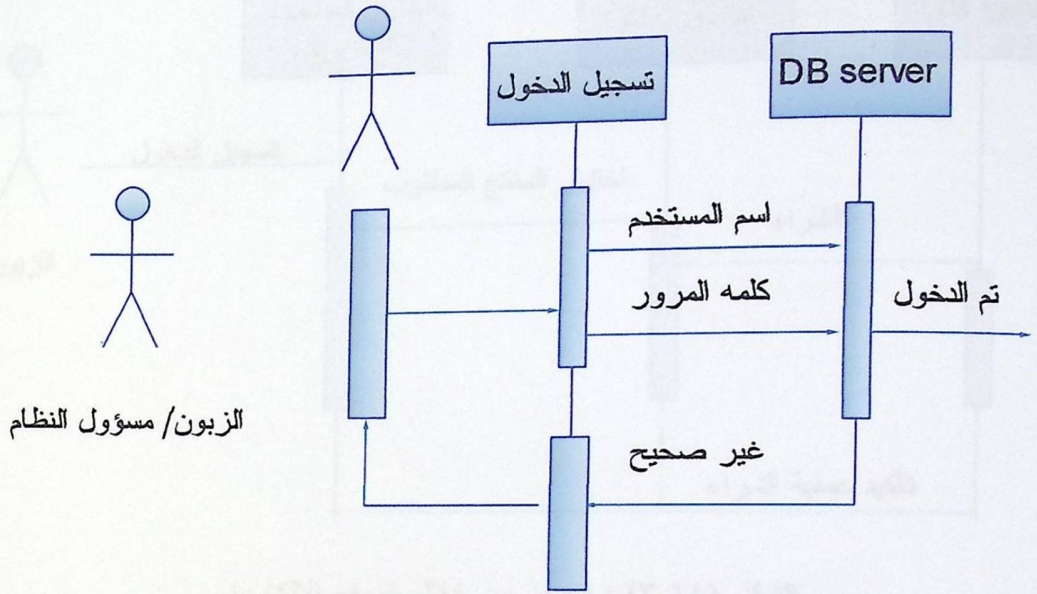 تسجيل الدخول
DB server
اسم المستخدم
كلمه المرور
تم الدخول
الزبون/ مسؤول النظام
غير صحيح